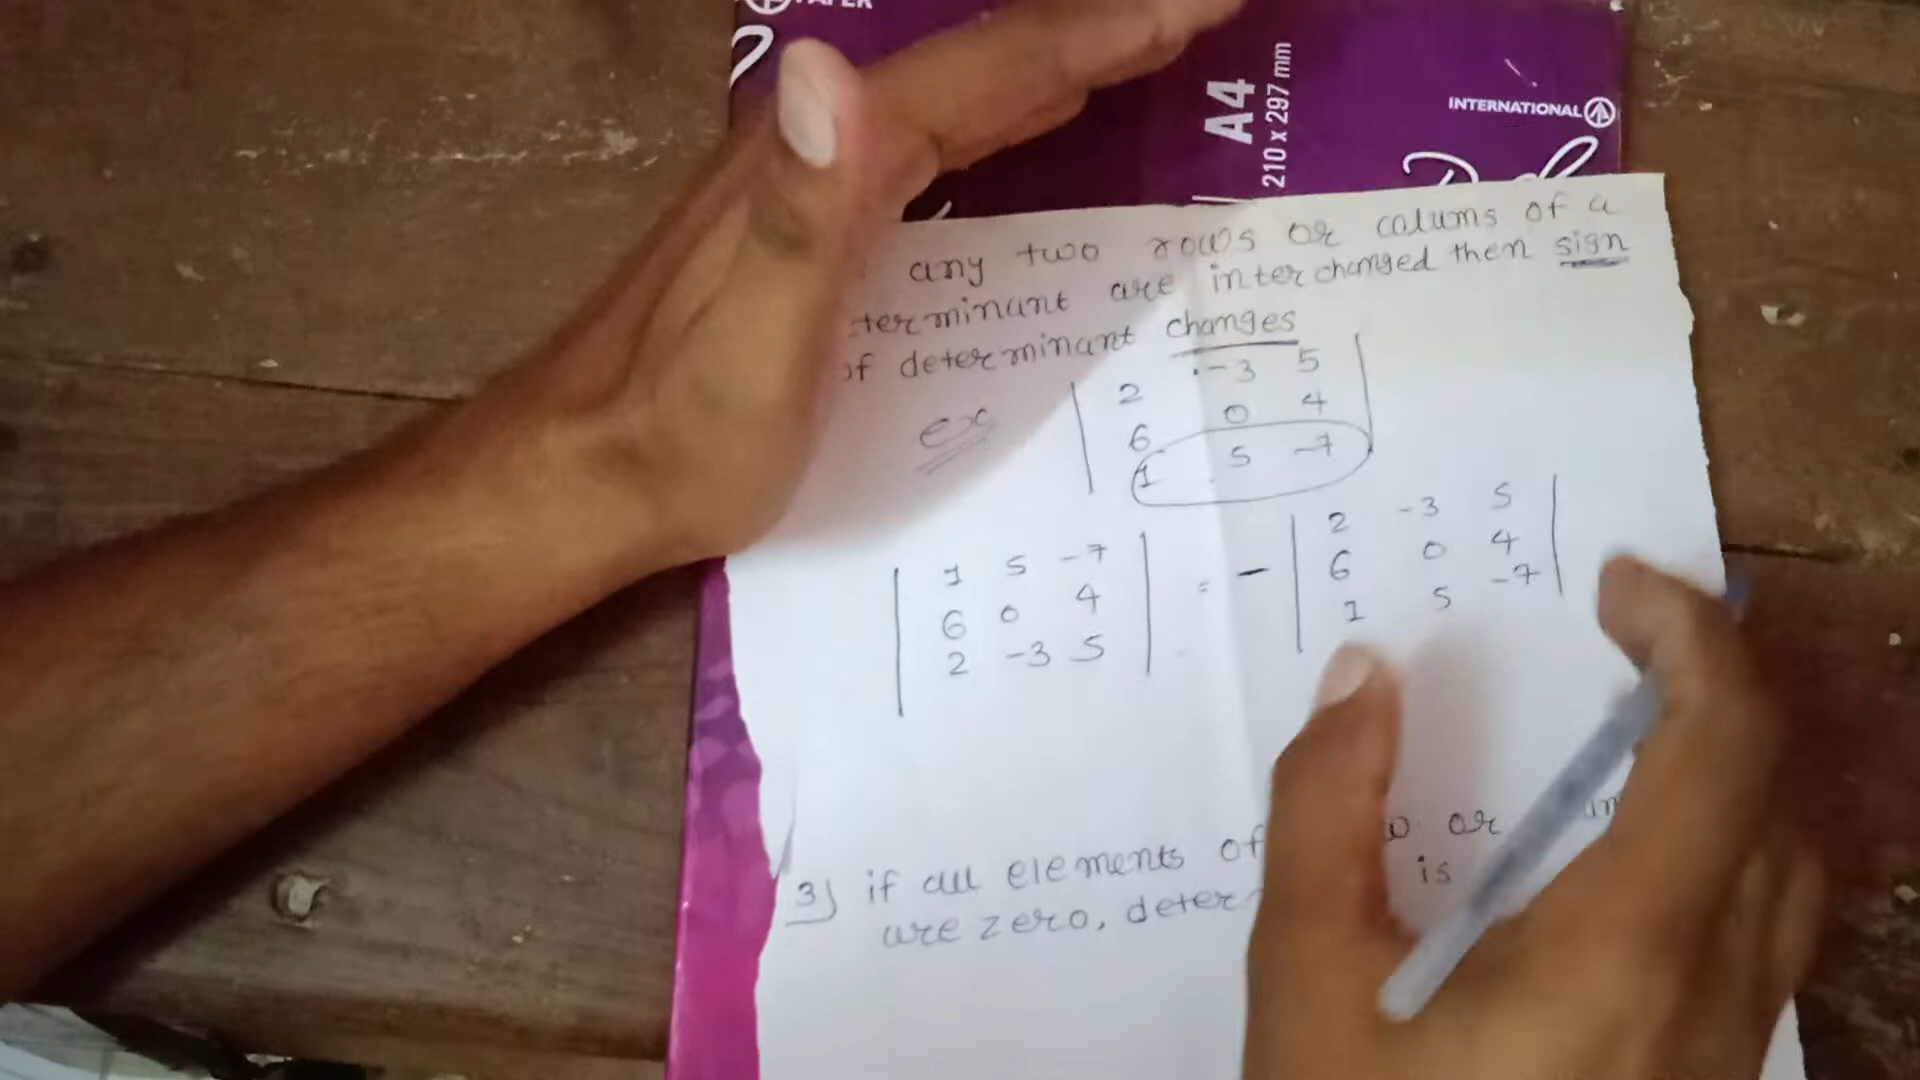 A4
210 x 297 mm
INTERNATIONAL
any two rows or calums of a
terminant are interchanged then sign
of determinant changes
ex
2 -3 5
6 0 4
1 5 -7
1 5 -7
6 0 4
2 -3 5
= -
2 -3 5
6 0 4
1 5 -7
3) if all elements of or
are zero, deter is